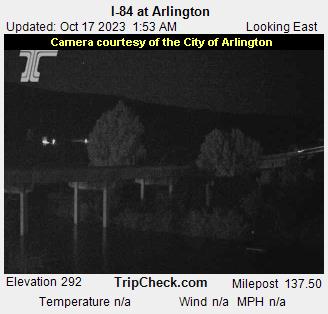 I-84 at Arlington
Updated: Oct 17 2023 1:53 AM Looking East
Camera courtesy of the City of Arlington
Elevation 292 TripCheck.com Milepost 137.50
Temperature n/a Wind n/a MPH n/a